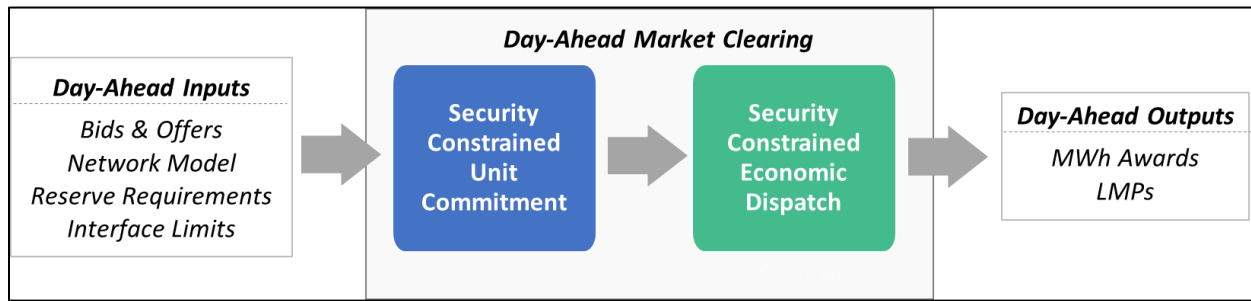 Day-Ahead Market Clearing
Day-Ahead Inputs
Bids & Offers
Network Model
Reserve Requirements
Interface Limits
Security
Constrained
Unit
Commitment
Security
Constrained
Economic
Dispatch
Day-Ahead Outputs
MWh Awards
LMPs